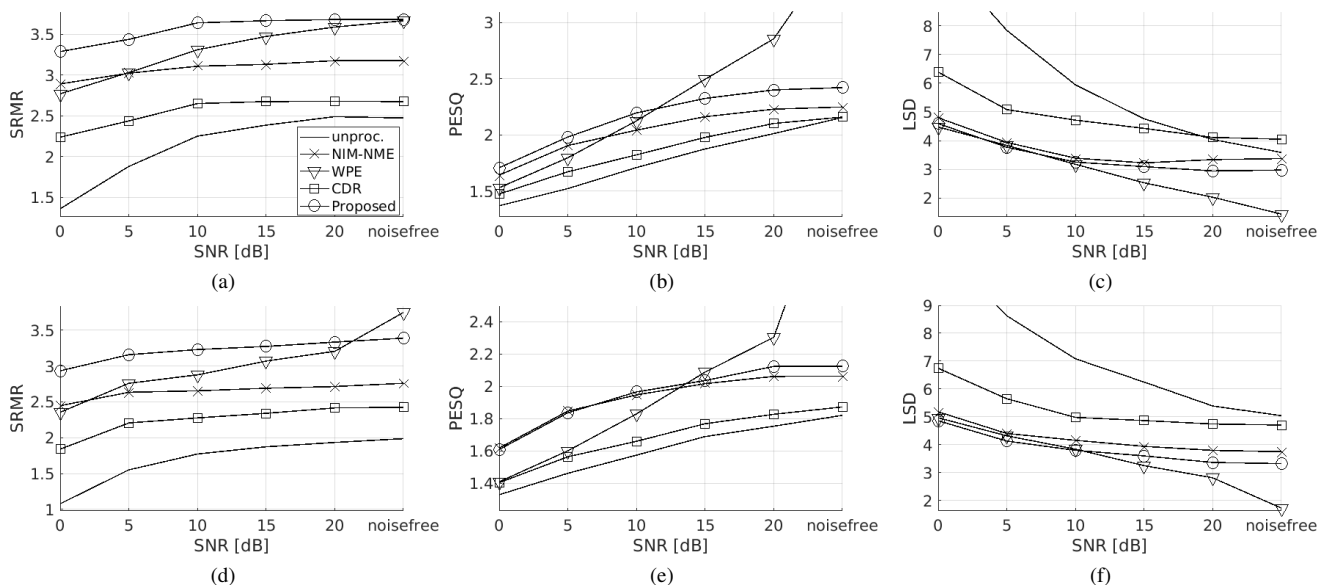 3.5
3
2.5
2
1.5
SRMR
unproc.
NIM-NME
WPE
CDR
Proposed
0 5 10 15 20 noisefree
SNR [dB]
(a)
3
2.5
2
1.5
PESQ
0 5 10 15 20 noisefree
SNR [dB]
(b)
8
7
6
5
4
3
2
LSD
0 5 10 15 20 noisefree
SNR [dB]
(c)
3.5
3
2.5
2
1.5
1
SRMR
0 5 10 15 20 noisefree
SNR [dB]
(d)
2.4
2.2
2
1.8
1.6
1.4
PESQ
0 5 10 15 20 noisefree
SNR [dB]
(e)
9
8
7
6
5
4
3
2
LSD
0 5 10 15 20 noisefree
SNR [dB]
(f)